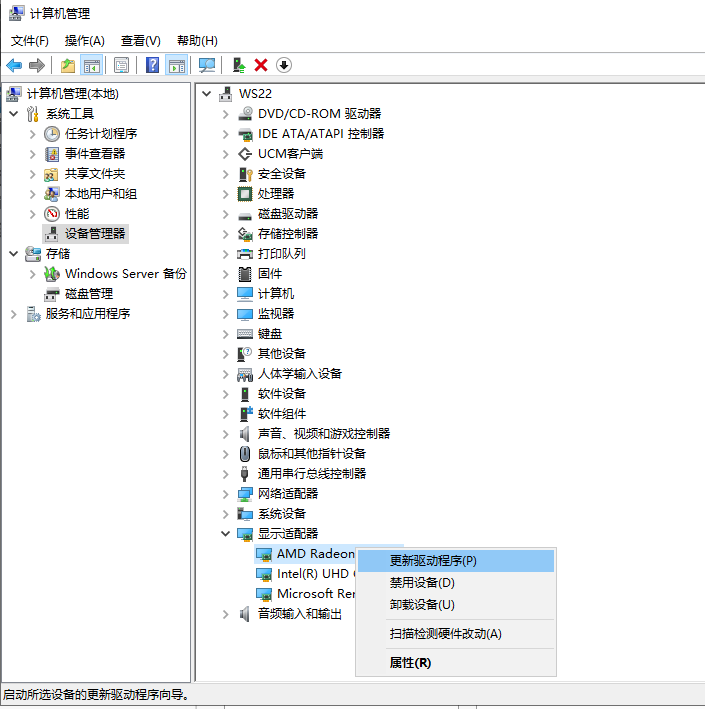 计算机管理
文件(F) 操作(A) 查看(V) 帮助(H)
计算机管理(本地)
系统工具
任务计划程序
事件查看器
共享文件夹
本地用户和组
性能
设备管理器
存储
Windows Server 备份
磁盘管理
服务和应用程序
WS22
DVD/CD-ROM 驱动器
IDE ATA/ATAPI 控制器
UCM客户端
安全设备
处理器
磁盘驱动器
存储控制器
打印队列
固件
计算机
监视器
键盘
其他设备
人体学输入设备
软件设备
软件组件
声音、视频和游戏控制器
鼠标和其他指针设备
通用串行总线控制器
网络适配器
系统设备
显示适配器
AMD Radeon
Intel(R) UHD
Microsoft
音频输入和输出
更新驱动程序(P)
禁用设备(D)
卸载设备(U)
扫描检测硬件改动(A)
属性(R)
启动所选设备的更新驱动程序向导。